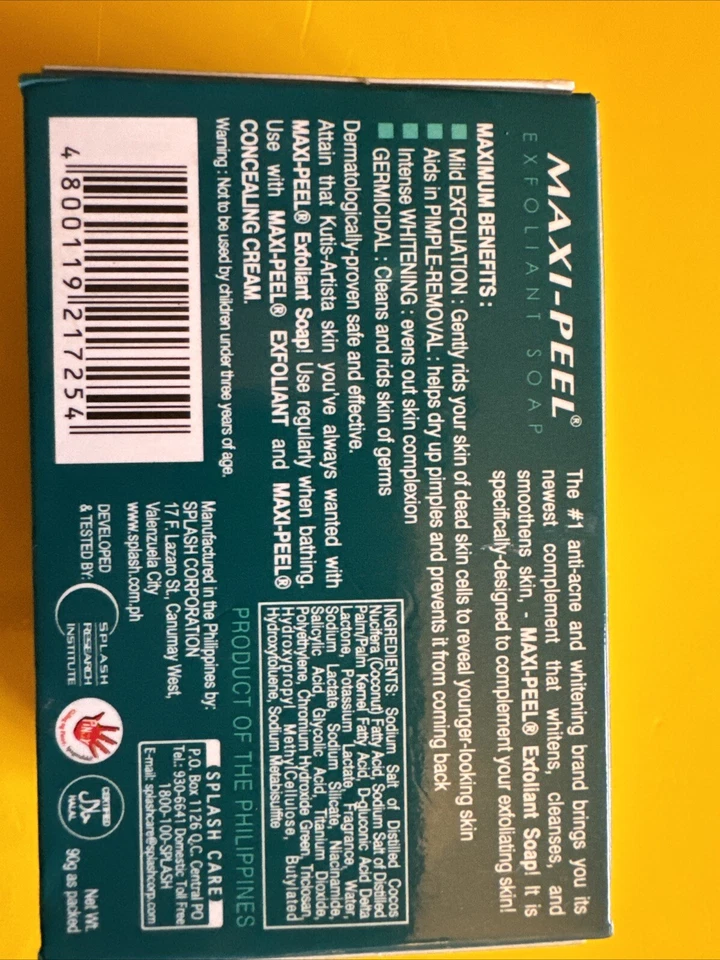 MAXI-PEEL®
EXFOLIANT SOAP
The #1 anti-acne and whitening brand brings you its
newest complement that whitens, cleanses, and
smoothens skin, - MAXI-PEEL® Exfoliant Soap! It is
specifically-designed to complement your exfoliating skin!
MAXIMUM BENEFITS :
Mild EXFOLIATION : Gently rids your skin of dead skin cells to reveal younger-looking skin
Aids in PIMPLE-REMOVAL : helps dry up pimples and prevents it from coming back
Intense WHITENING : evens out skin complexion
GERMICIDAL : Cleans and rids skin of germs
Dermatologically-proven safe and effective.
Attain that Kutis-Artista skin you've always wanted with
MAXI-PEEL® Exfoliant Soap! Use regularly when bathing.
Use with MAXI-PEEL® EXFOLIANT and MAXI-PEEL®
CONCEALING CREAM.
Warning : Not to be used by children under three years of age.
4 800119 217254
INGREDIENTS: Sodium Salt of Distilled Cocos
Nucifera (Coconut) Fatty Acid, Sodium Salt of Distilled
Palm/Palm Kernel Fatty Acid, D-gluconic Acid Delta
Lactone, Potassium Lactate, Fragrance, Water,
Sodium Lactate, Sodium Silicate, Niacinamide,
Salicylic Acid, Glycolic Acid, Titanium Dioxide,
Polyethylene, Chromium Hydroxide Green, Triclosan,
Hydroxypropyl MethylCellulose, Butylated
Hydroxytoluene, Sodium Metabisulfite
PRODUCT OF THE PHILIPPINES
Manufactured in the Philippines by:
SPLASH CORPORATION
17 F. Lazaro St., Canumay West,
Valenzuela City
www.splash.com.ph
SPLASH CARE
P.O. Box 1126 Q.C. Central PO
Tel: 930-6641 Domestic Toll Free
1800-100-SPLASH
E-mail: splashcare@splashcorp.com
DEVELOPED
& TESTED BY:
SPLASH
RESEARCH
INSTITUTE
CERTIFIED
HALAL
Net Wt.
90g as packed